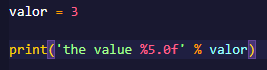 valor = 3
print('the value %5.0f' % valor)